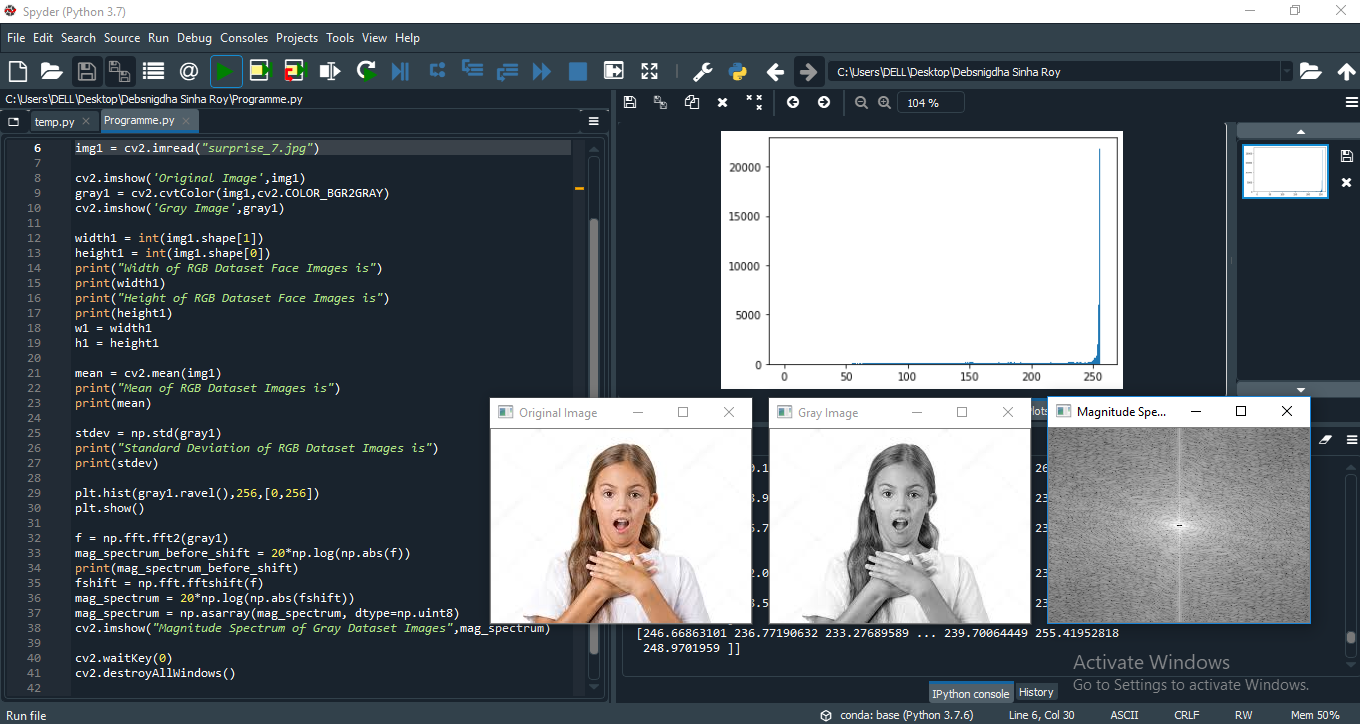 Spyder (Python 3.7)
File Edit Search Source Run Debug Consoles Projects Tools View Help
C:\Users\DELL\Desktop\Debsnigdha Sinha Roy
C:\Users\DELL\Desktop\Debsnigdha Sinha Roy\Programme.py
temp.py Programme.py
6 img1 = cv2.imread("surprise_7.jpg")
7
8 cv2.imshow('Original Image',img1)
9 gray1 = cv2.cvtColor(img1,cv2.COLOR_BGR2GRAY)
10 cv2.imshow('Gray Image',gray1)
11
12 width1 = int(img1.shape[1])
13 height1 = int(img1.shape[0])
14 print("Width of RGB Dataset Face Images is")
15 print(width1)
16 print("Height of RGB Dataset Face Images is")
17 print(height1)
18 w1 = width1
19 h1 = height1
20
21 mean = cv2.mean(img1)
22 print("Mean of RGB Dataset Images is")
23 print(mean)
24
25 stdev = np.std(gray1)
26 print("Standard Deviation of RGB Dataset Images is")
27 print(stdev)
28
29 plt.hist(gray1.ravel(),256,[0,256])
30 plt.show()
31
32 f = np.fft.fft2(gray1)
33 mag_spectrum_before_shift = 20*np.log(np.abs(f))
34 print(mag_spectrum_before_shift)
35 fshift = np.fft.fftshift(f)
36 mag_spectrum = 20*np.log(np.abs(fshift))
37 mag_spectrum = np.asarray(mag_spectrum, dtype=np.uint8)
38 cv2.imshow("Magnitude Spectrum of Gray Dataset Images",mag_spectrum)
39
40 cv2.waitKey(0)
41 cv2.destroyAllWindows()
42
104 %
20000
15000
10000
5000
0
0 50 100 150 200 250
Original Image
Gray Image
Magnitude Spe...
[246.66863101 236.77190632 233.27689589 ... 239.70064449 255.41952818
248.9701959 ]]
Activate Windows
Go to Settings to activate Windows.
IPython console History
Run file
conda: base (Python 3.7.6) Line 6, Col 30 ASCII CRLF RW Mem 50%